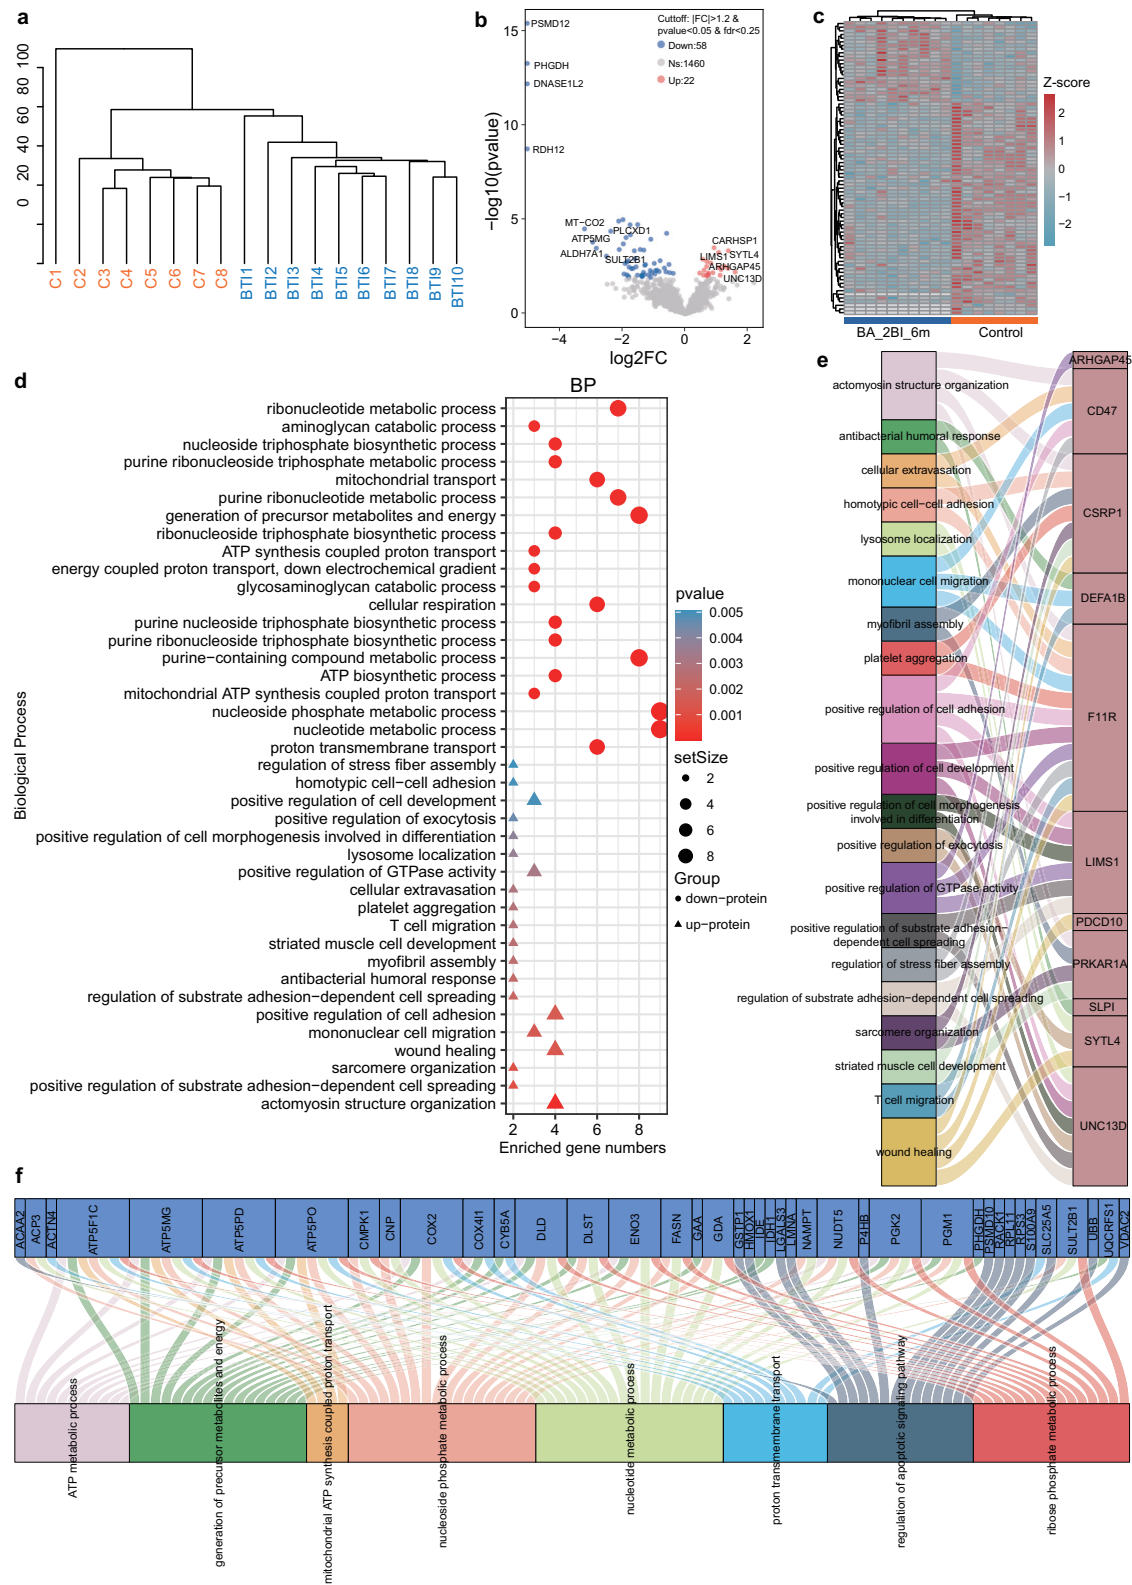 a
100
80
60
40
20
0
C1
C2
C3
C4
C5
C6
C7
C8
BTI1
BTI2
BTI3
BTI4
BTI5
BTI6
BTI7
BTI8
BTI9
BTI10
b
−log10(pvalue)
15
10
5
0
−4
−2
0
2
log2FC
PSMD12
PHGDH
DNASE1L2
RDH12
MT−CO2
PLCXD1
ATP5MG
ALDH7A1
SULT2B1
CARHSP1
LIMS1
SYTL4
ARHGAP45
UNC13D
Cuttoff: |FC|>1.2 &
pvalue<0.05 & fdr<0.25
Down:58
Ns:1460
Up:22
c
Z-score
2
1
0
−1
−2
BA_2BI_6m
Control
d
BP
Biological Process
ribonucleotide metabolic process
aminoglycan catabolic process
nucleoside triphosphate biosynthetic process
purine ribonucleoside triphosphate metabolic process
mitochondrial transport
purine ribonucleotide metabolic process
generation of precursor metabolites and energy
ribonucleoside triphosphate biosynthetic process
ATP synthesis coupled proton transport
energy coupled proton transport, down electrochemical gradient
glycosaminoglycan catabolic process
cellular respiration
purine nucleoside triphosphate biosynthetic process
purine ribonucleoside triphosphate biosynthetic process
purine−containing compound metabolic process
ATP biosynthetic process
mitochondrial ATP synthesis coupled proton transport
nucleoside phosphate metabolic process
nucleotide metabolic process
proton transmembrane transport
regulation of stress fiber assembly
homotypic cell−cell adhesion
positive regulation of cell development
positive regulation of exocytosis
positive regulation of cell morphogenesis involved in differentiation
lysosome localization
positive regulation of GTPase activity
cellular extravasation
platelet aggregation
T cell migration
striated muscle cell development
myofibril assembly
antibacterial humoral response
regulation of substrate adhesion−dependent cell spreading
positive regulation of cell adhesion
mononuclear cell migration
wound healing
sarcomere organization
positive regulation of substrate adhesion−dependent cell spreading
actomyosin structure organization
2
4
6
8
Enriched gene numbers
pvalue
0.005
0.004
0.003
0.002
0.001
setSize
2
4
6
8
Group
down−protein
up−protein
e
actomyosin structure organization
antibacterial humoral response
cellular extravasation
homotypic cell−cell adhesion
lysosome localization
mononuclear cell migration
myofibril assembly
platelet aggregation
positive regulation of cell adhesion
positive regulation of cell development
positive regulation of cell morphogenesis
involved in differentiation
positive regulation of exocytosis
positive regulation of GTPase activity
positive regulation of substrate adhesion−
dependent cell spreading
regulation of stress fiber assembly
regulation of substrate adhesion−dependent cell spreading
sarcomere organization
striated muscle cell development
T cell migration
wound healing
ARHGAP45
CD47
CSRP1
DEFA1B
F11R
LIMS1
PDCD10
PRKAR1A
SLPI
SYTL4
UNC13D
f
ACAA2
ACP3
ACTN4
ATP5F1C
ATP5MG
ATP5PD
ATP5PO
CMPK1
CNP
COX2
COX4I1
CYB5A
DLD
DLST
ENO3
FASN
GAA
GDA
GSTP1
HMOX1
IDE
IDH1
LGALS3
LMNA
NAMPT
NUDT5
P4HB
PGK2
PGM1
PHGDH
PSMD10
RACK1
RPL11
RPS3
S100A9
SLC25A5
SULT2B1
UBB
UQCRFS1
VDAC2
ATP metabolic process
generation of precursor metabolites and energy
mitochondrial ATP synthesis coupled proton transport
nucleoside phosphate metabolic process
nucleotide metabolic process
proton transmembrane transport
regulation of apoptotic signaling pathway
ribose phosphate metabolic process